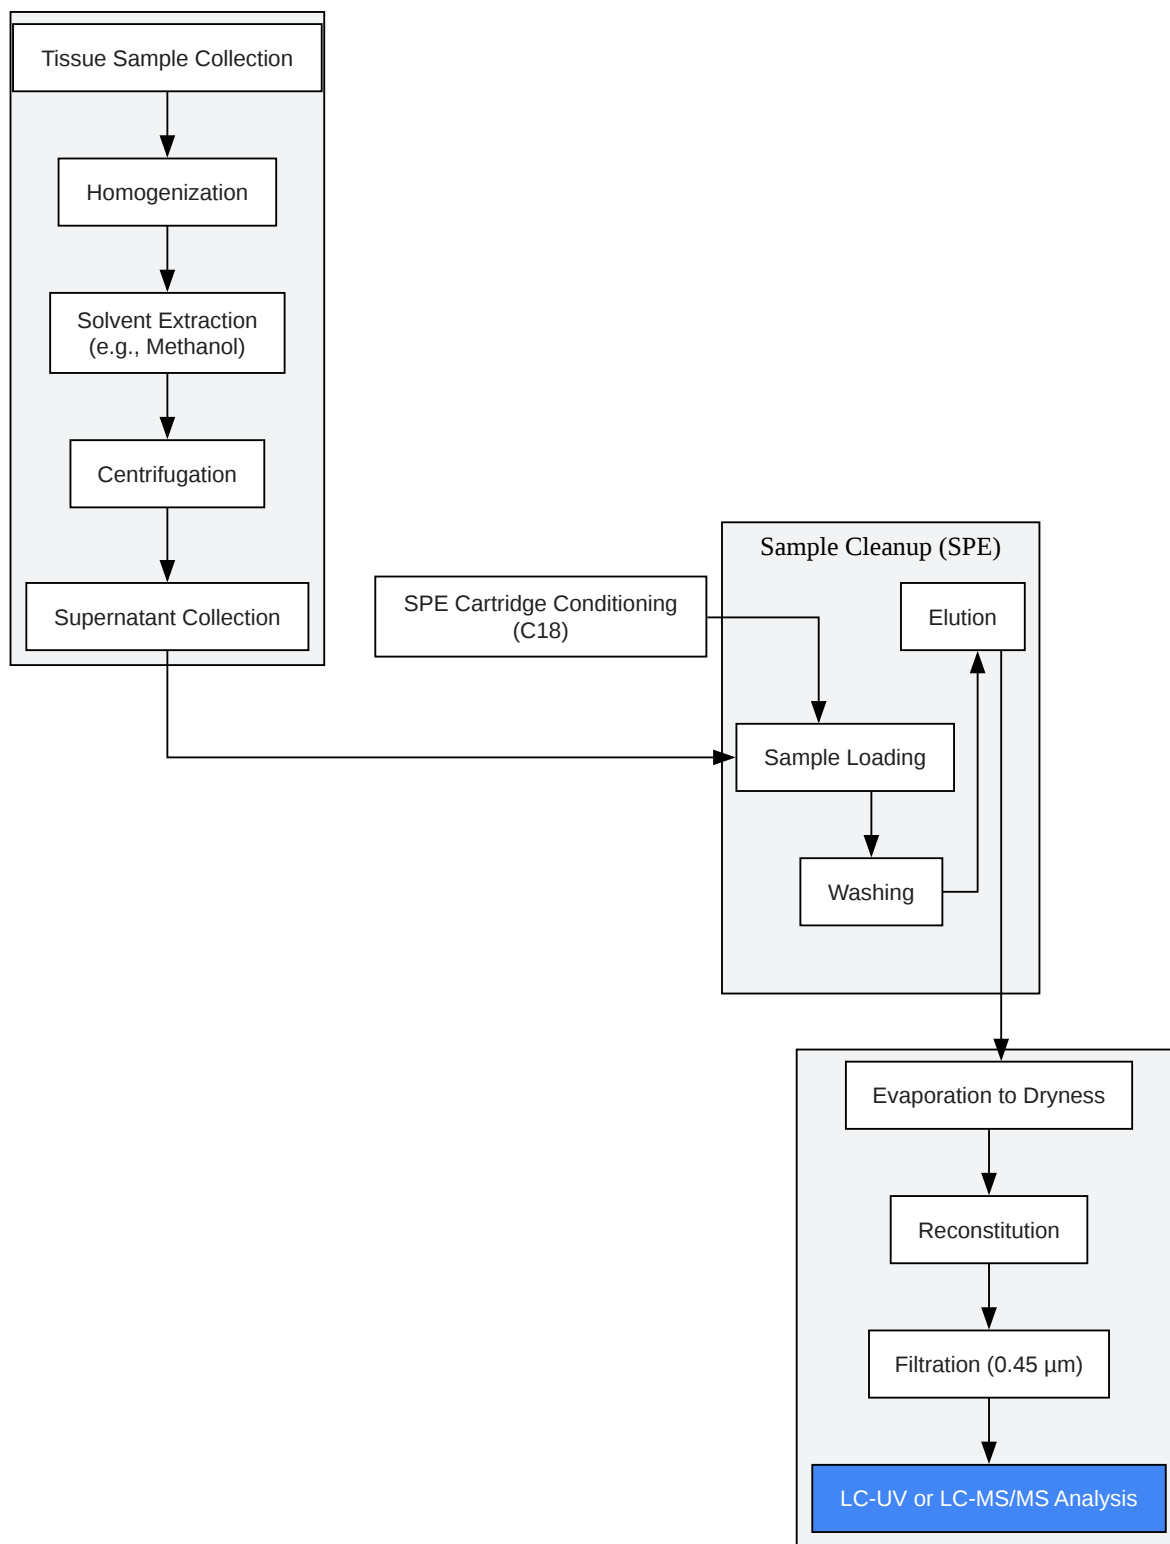 Tissue Sample Collection
Homogenization
Solvent Extraction
(e.g., Methanol)
Centrifugation
Supernatant Collection
SPE Cartridge Conditioning
(C18)
Sample Cleanup (SPE)
Elution
Sample Loading
Washing
Evaporation to Dryness
Reconstitution
Filtration (0.45 µm)
LC-UV or LC-MS/MS Analysis